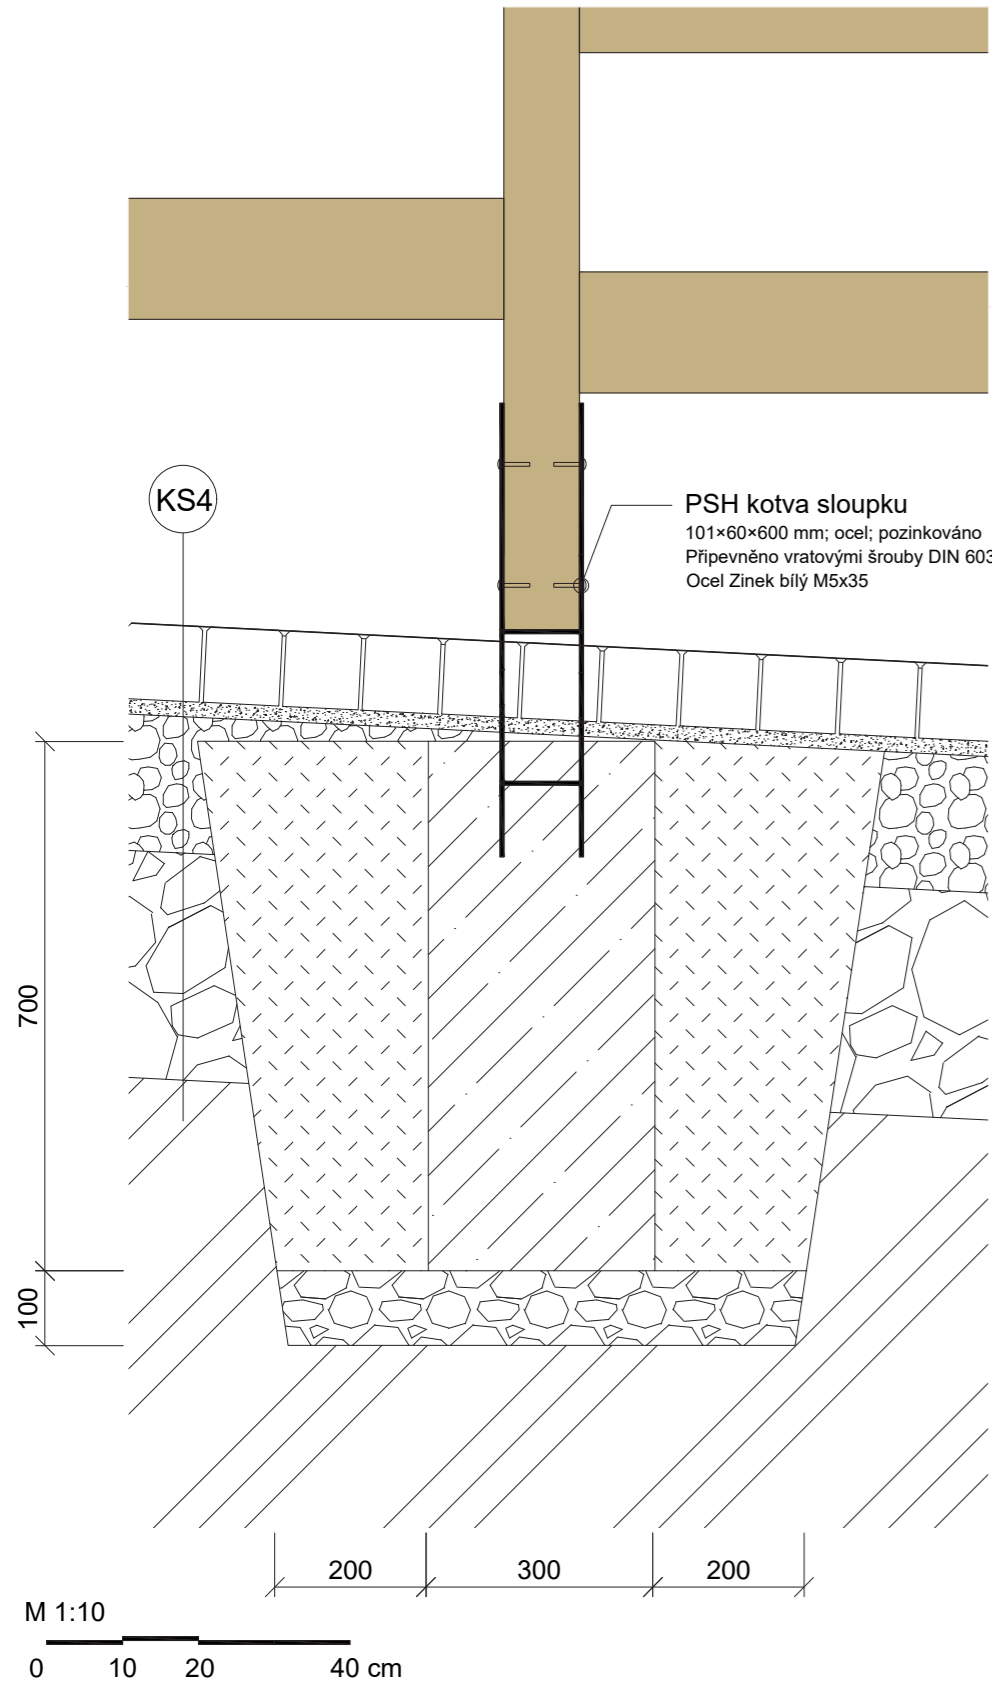 KS4
PSH kotva sloupku
101×60×600 mm; ocel; pozinkováno
Připevněno vratovými šrouby DIN 603
Ocel Zinek bílý M5x35
700
100
200 300 200
M 1:10
0 10 20 40 cm